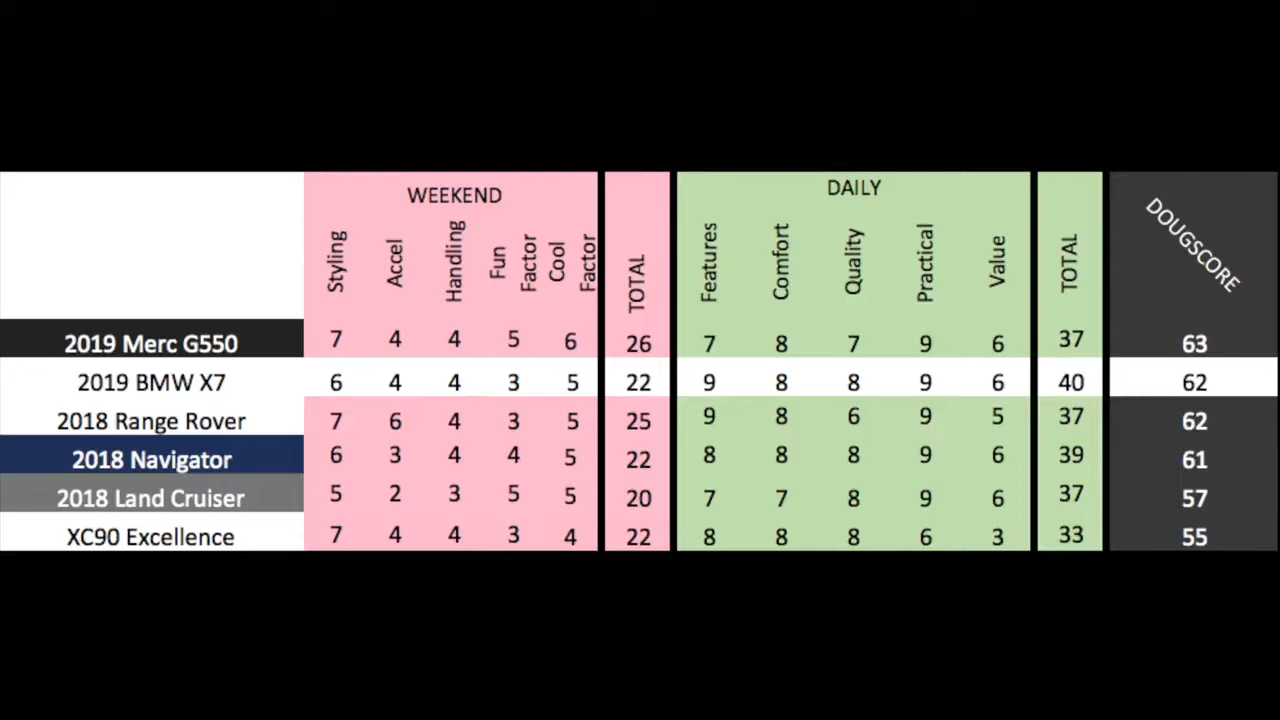 WEEKEND DAILY
Styling Accel Handling Fun Factor Cool Factor TOTAL Features Comfort Quality Practical Value TOTAL DOUGSCORE
2019 Merc G550 7 4 4 5 6 26 7 8 7 9 6 37 63
2019 BMW X7 6 4 4 3 5 22 9 8 8 9 6 40 62
2018 Range Rover 7 6 4 3 5 25 9 8 6 9 5 37 62
2018 Navigator 6 3 4 4 5 22 8 8 8 9 6 39 61
2018 Land Cruiser 5 2 3 5 5 20 7 7 8 9 6 37 57
XC90 Excellence 7 4 4 3 4 22 8 8 8 6 3 33 55